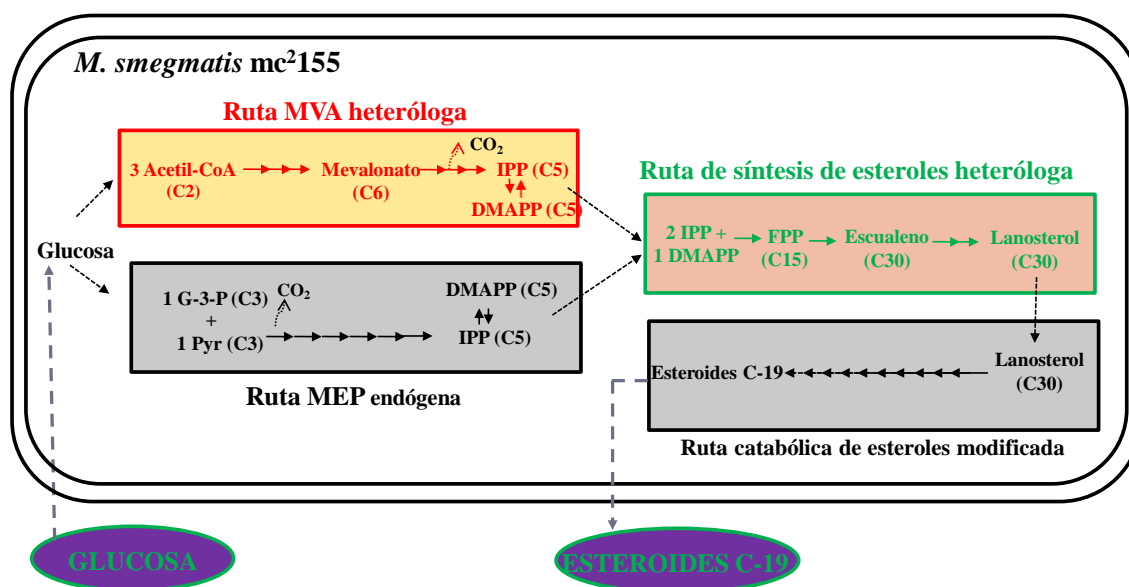 M. smegmatis mc²155
Ruta MVA heteróloga
CO₂
3 Acetil-CoA
(C2)
Mevalonato
(C6)
IPP (C5)
DMAPP (C5)
Ruta de síntesis de esteroles heteróloga
2 IPP +
1 DMAPP
FPP
(C15)
Escualeno
(C30)
Lanosterol
(C30)
Glucosa
1 G-3-P (C3)
+
1 Pyr (C3)
CO₂
DMAPP (C5)
IPP (C5)
Ruta MEP endógena
Esteroides C-19
Lanosterol
(C30)
Ruta catabólica de esteroles modificada
GLUCOSA
ESTEROIDES C-19